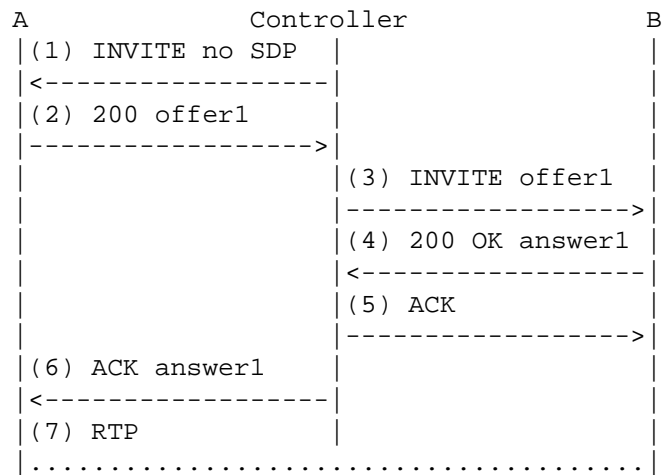 A Controller B
(1) INVITE no SDP
(2) 200 offer1
(3) INVITE offer1
(4) 200 OK answer1
(5) ACK
(6) ACK answer1
(7) RTP